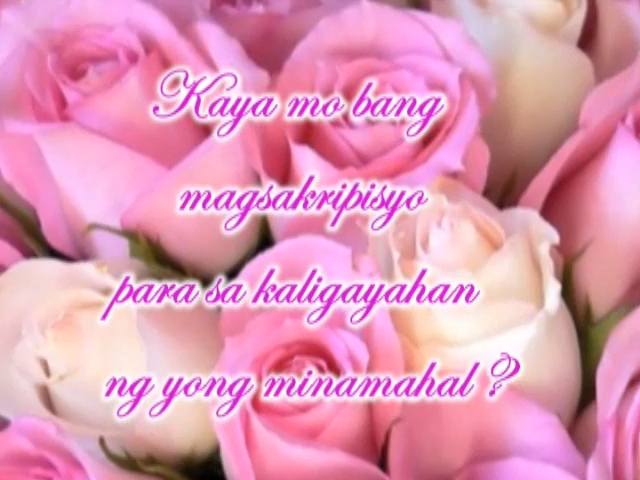 Kaya mo bang
magsakripisyo
para sa kaligayahan
ng yong minamahal ?